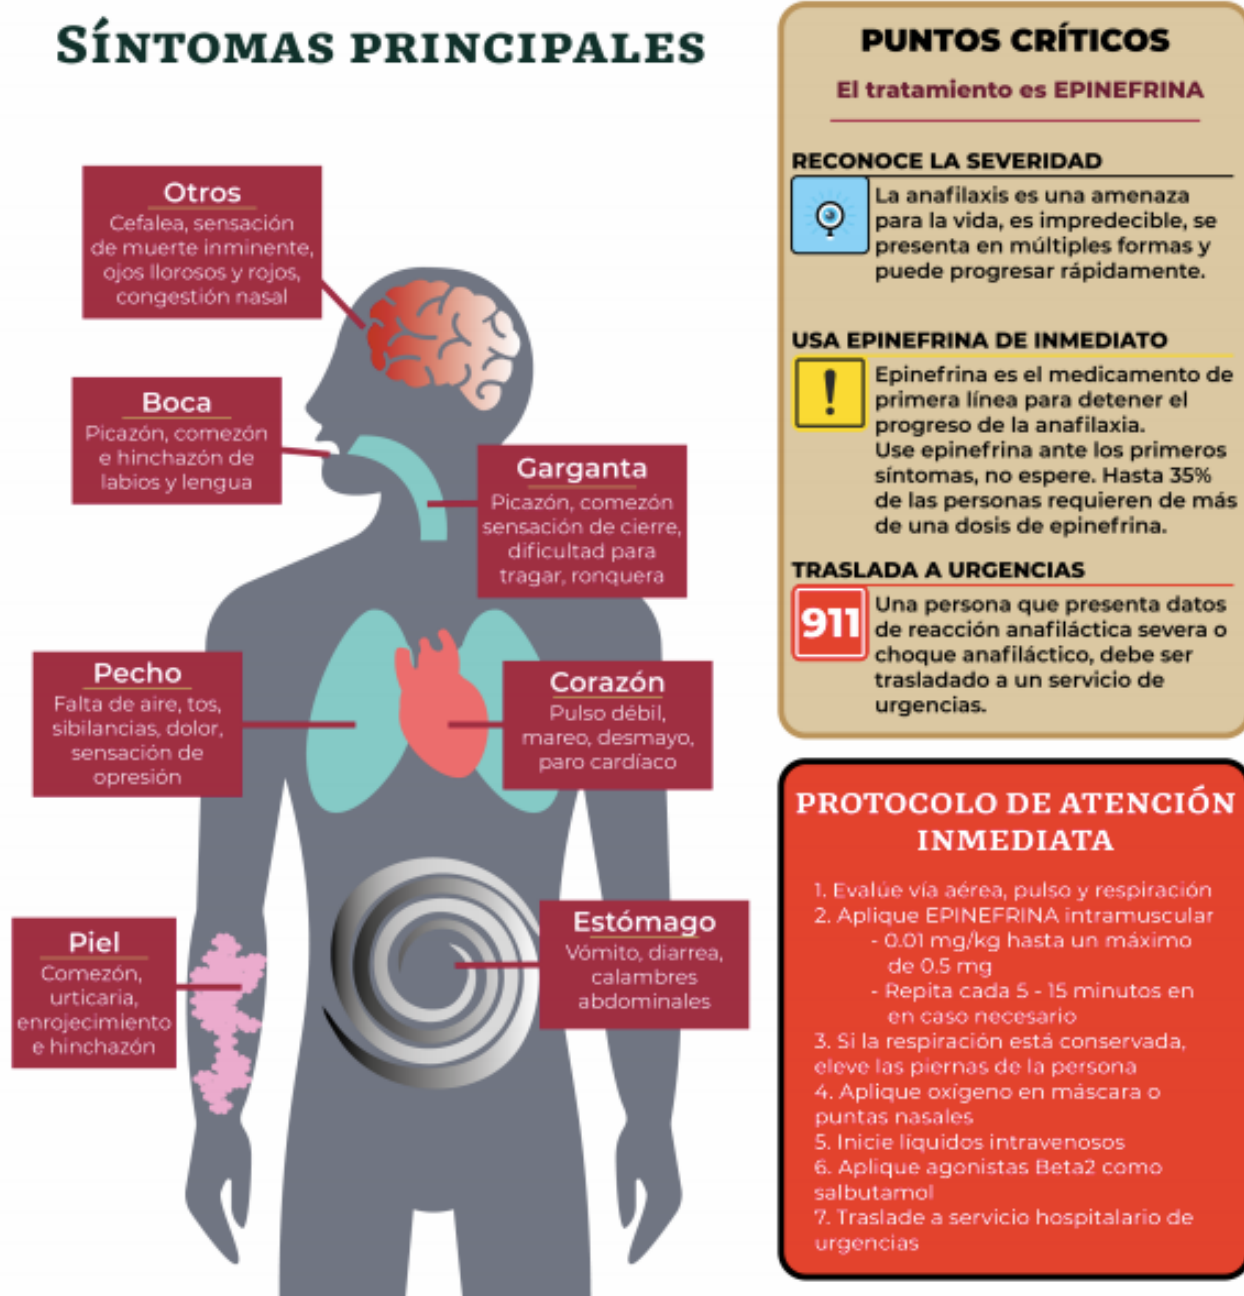 SÍNTOMAS PRINCIPALES
Otros
Cefalea, sensación
de muerte inminente,
ojos llorosos y rojos,
congestión nasal
Boca
Picazón, comezón
e hinchazón de
labios y lengua
Garganta
Picazón, comezón
sensación de cierre,
dificultad para
tragar, ronquera
Pecho
Falta de aire, tos,
sibilancias, dolor,
sensación de
opresión
Corazón
Pulso débil,
mareo, desmayo,
paro cardíaco
Piel
Comezón,
urticaria,
enrojecimiento
e hinchazón
Estómago
Vómito, diarrea,
calambres
abdominales
PUNTOS CRÍTICOS
El tratamiento es EPINEFRINA
RECONOCE LA SEVERIDAD
La anafilaxis es una amenaza
para la vida, es impredecible, se
presenta en múltiples formas y
puede progresar rápidamente.
USA EPINEFRINA DE INMEDIATO
Epinefrina es el medicamento de
primera línea para detener el
progreso de la anafilaxia.
Use epinefrina ante los primeros
síntomas, no espere. Hasta 35%
de las personas requieren de más
de una dosis de epinefrina.
TRASLADA A URGENCIAS
911
Una persona que presenta datos
de reacción anafiláctica severa o
choque anafiláctico, debe ser
trasladado a un servicio de
urgencias.
PROTOCOLO DE ATENCIÓN
INMEDIATA
1. Evalúe vía aérea, pulso y respiración
2. Aplique EPINEFRINA intramuscular
- 0.01 mg/kg hasta un máximo
de 0.5 mg
- Repita cada 5 - 15 minutos en
en caso necesario
3. Si la respiración está conservada,
eleve las piernas de la persona
4. Aplique oxígeno en máscara o
puntas nasales
5. Inicie líquidos intravenosos
6. Aplique agonistas Beta2 como
salbutamol
7. Traslade a servicio hospitalario de
urgencias